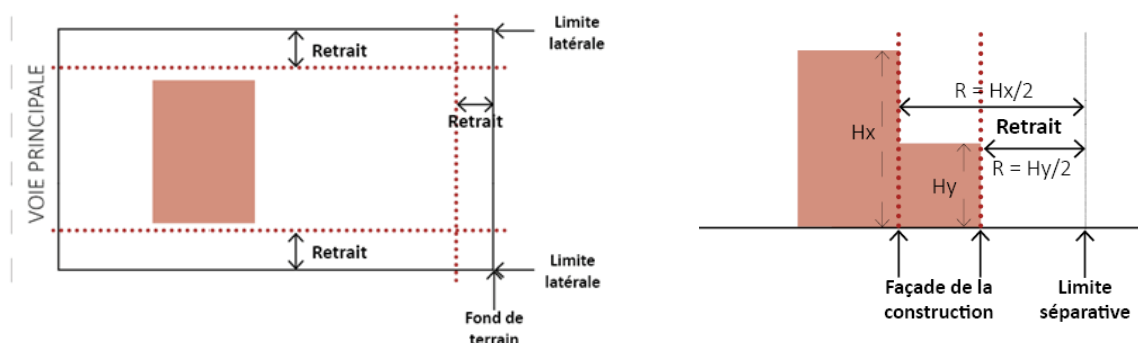 VOIE PRINCIPALE
Retrait
Limite
latérale
Retrait
Retrait
Limite
latérale
Fond de
terrain
R = Hx/2
Hx
Retrait
R = Hy/2
Hy
Façade de la
construction
Limite
séparative